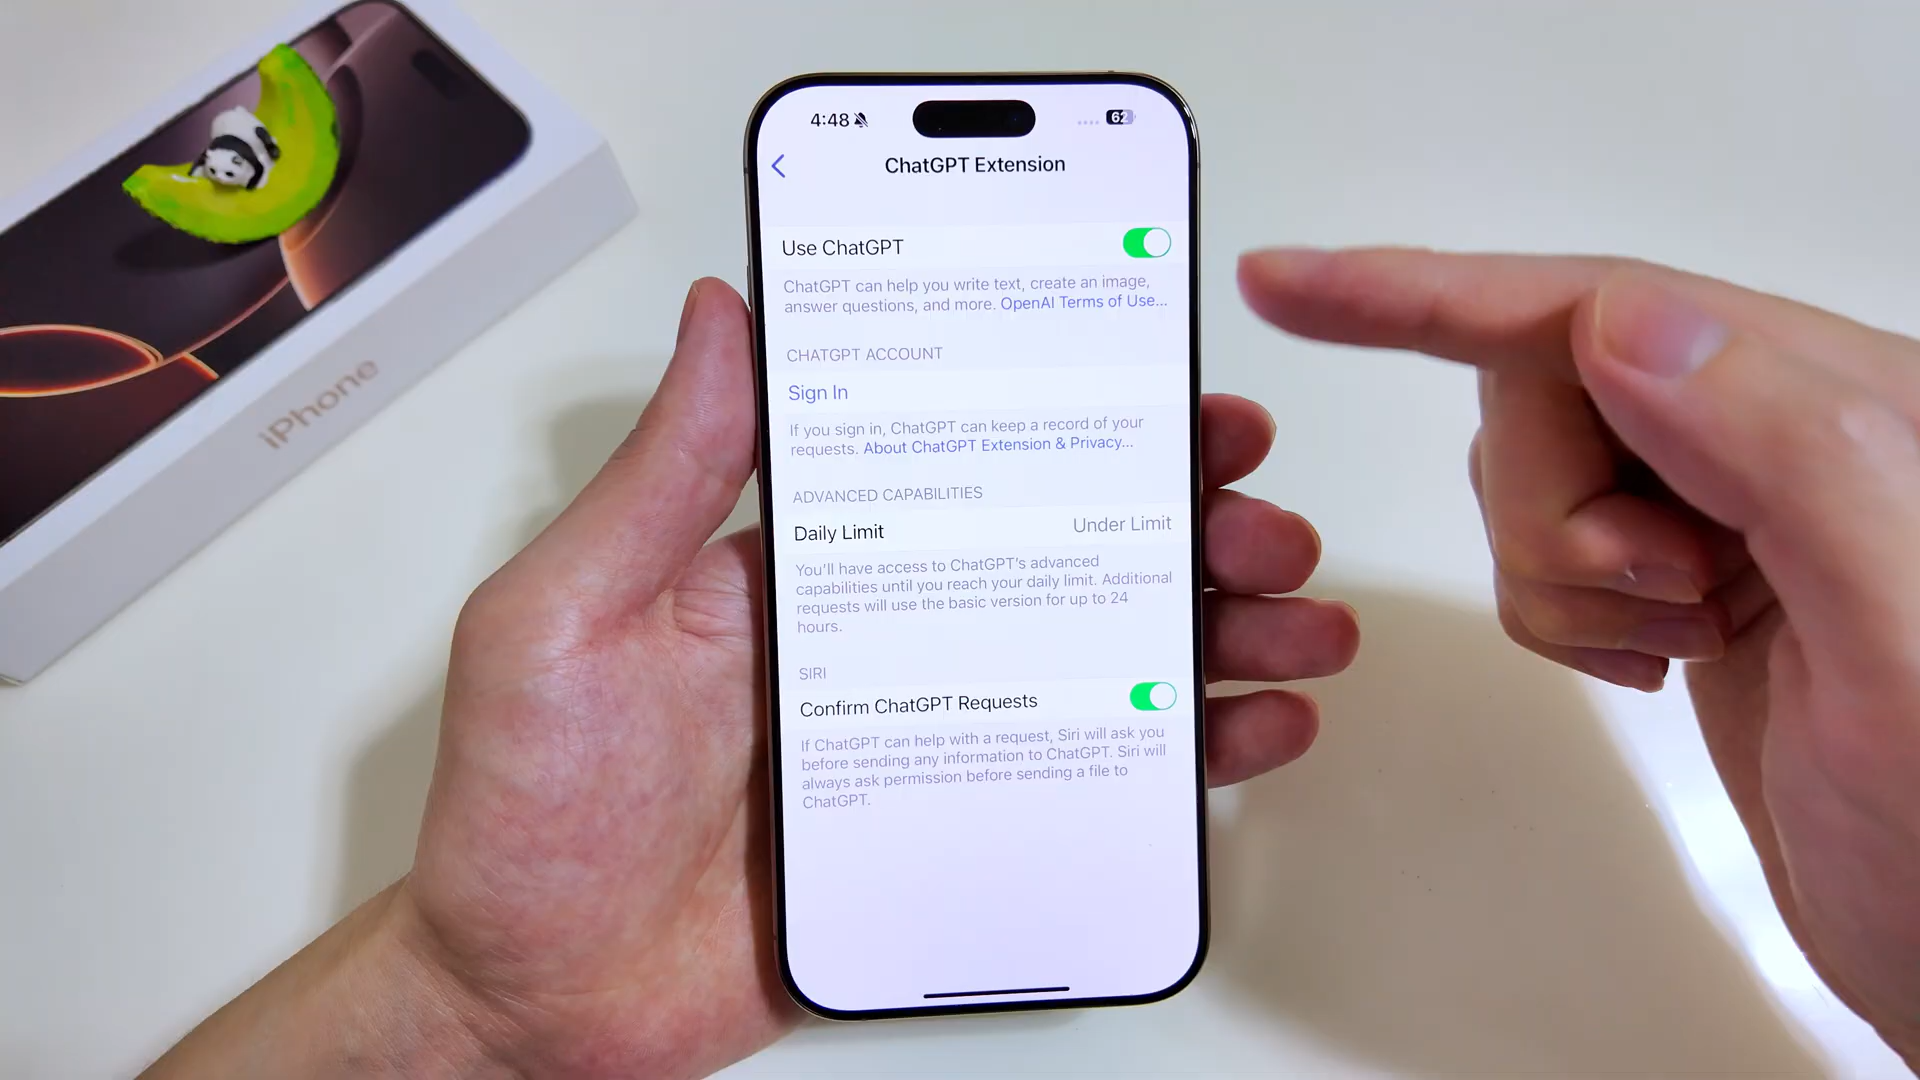 iPhone
4:48
62
ChatGPT Extension
Use ChatGPT
ChatGPT can help you write text, create an image,
answer questions, and more. OpenAI Terms of Use...
CHATGPT ACCOUNT
Sign In
If you sign in, ChatGPT can keep a record of your
requests. About ChatGPT Extension & Privacy...
ADVANCED CAPABILITIES
Daily Limit Under Limit
You'll have access to ChatGPT's advanced
capabilities until you reach your daily limit. Additional
requests will use the basic version for up to 24
hours.
SIRI
Confirm ChatGPT Requests
If ChatGPT can help with a request, Siri will ask you
before sending any information to ChatGPT. Siri will
always ask permission before sending a file to
ChatGPT.